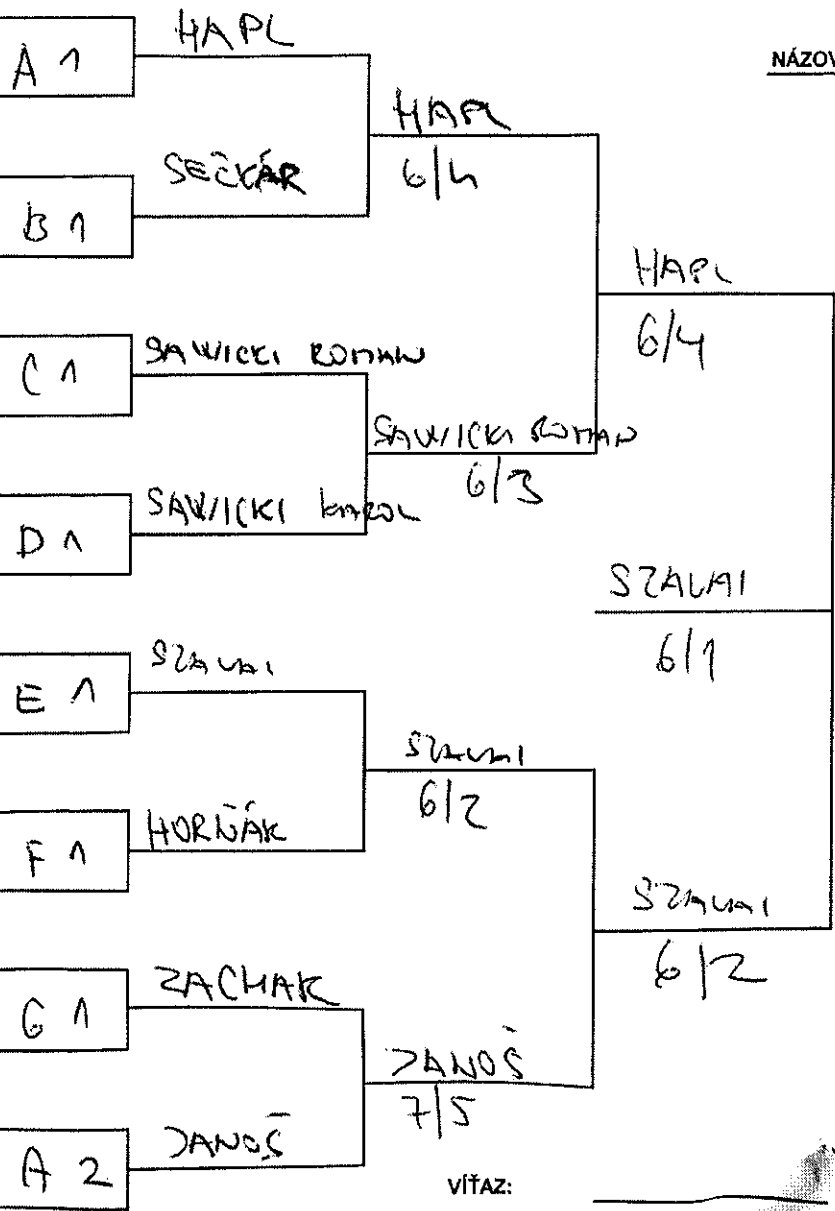 HAPL
A 1
NÁZOV
HAPL
SEČKÁR
6/4
B 1
HAPL
SAWICKI ROMAN
6/4
C 1
SAWICKI ROMAN
6/3
SAWICKI KAROL
D 1
SZALAI
SZALAI
6/1
E 1
SZALAI
6/2
HORŇÁK
F 1
SZALAI
6/2
ZACHAR
G 1
JANOŠ
7/5
JANOŠ
A 2
VÍŤAZ: